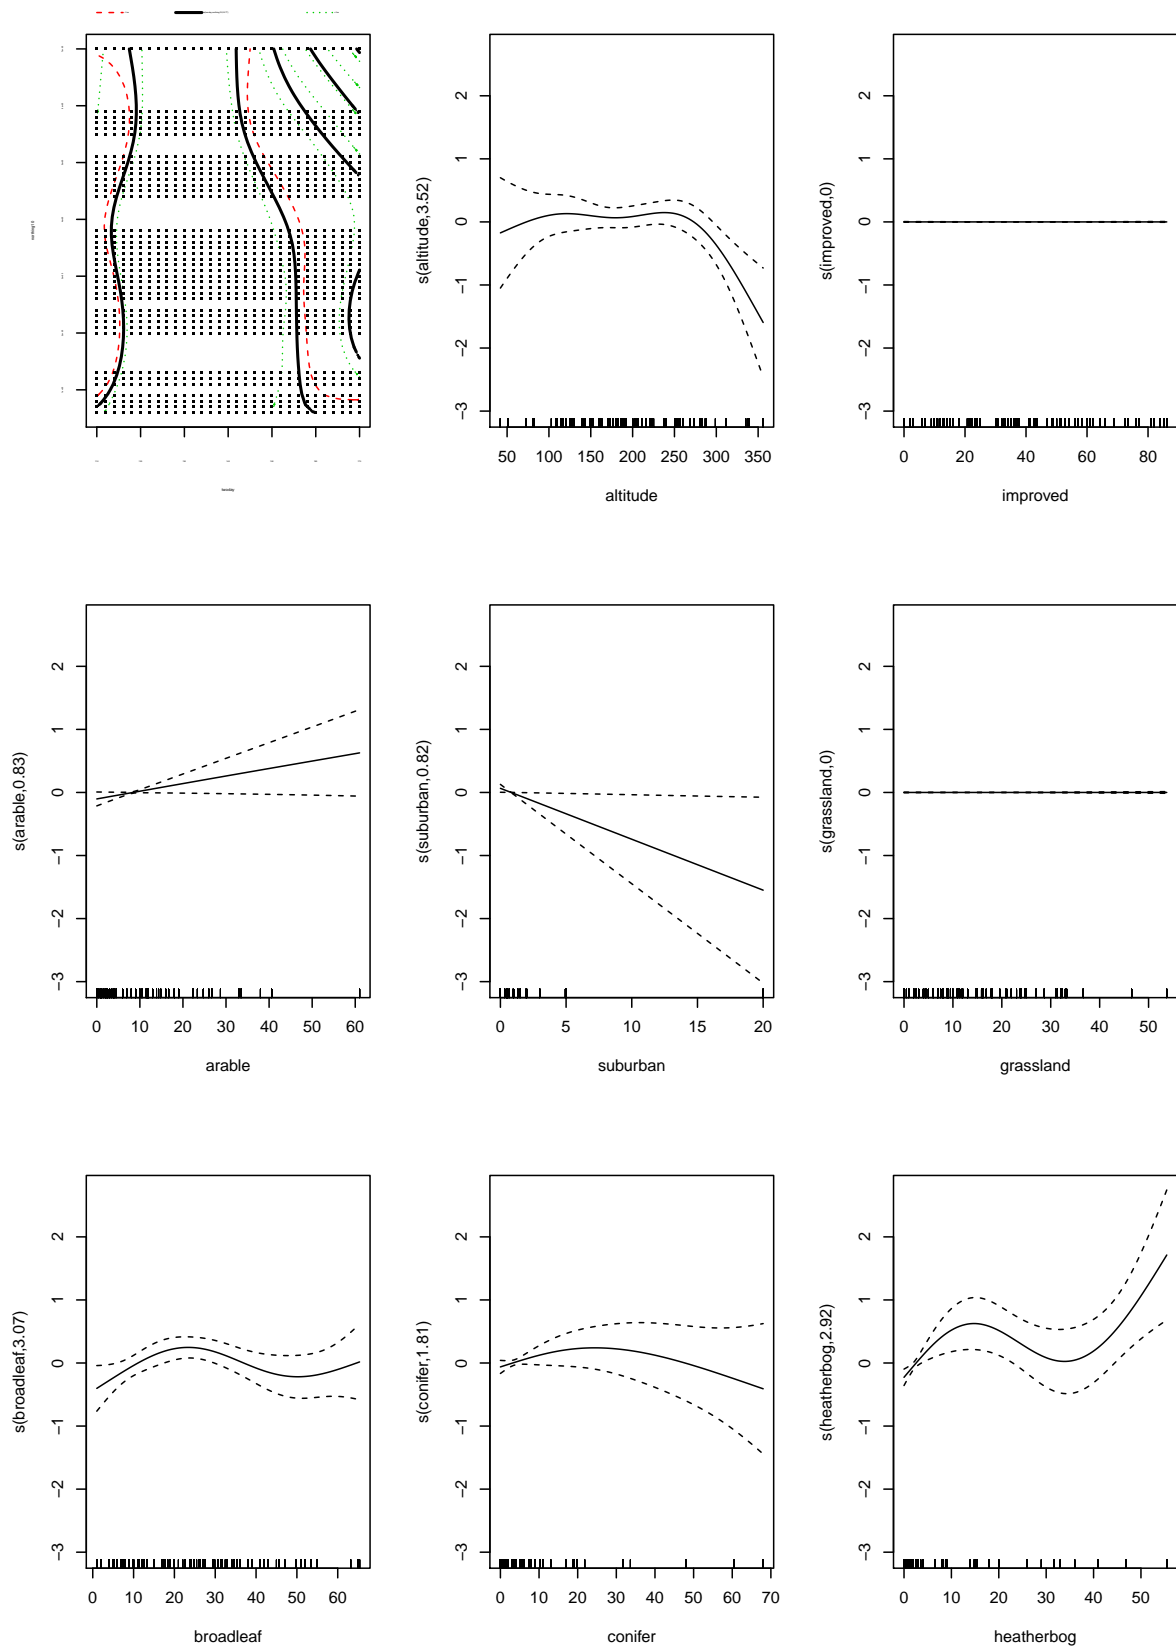 s(altitude,3.52)
2
1
0
−1
−2
−3
50 100 150 200 250 300 350
altitude
s(improved,0)
2
1
0
−1
−2
−3
0 20 40 60 80
improved
s(arable,0.83)
2
1
0
−1
−2
−3
0 10 20 30 40 50 60
arable
s(suburban,0.82)
2
1
0
−1
−2
−3
0 5 10 15 20
suburban
s(grassland,0)
2
1
0
−1
−2
−3
0 10 20 30 40 50
grassland
s(broadleaf,3.07)
2
1
0
−1
−2
−3
0 10 20 30 40 50 60
broadleaf
s(conifer,1.81)
2
1
0
−1
−2
−3
0 10 20 30 40 50 60 70
conifer
s(heatherbog,2.92)
2
1
0
−1
−2
−3
0 10 20 30 40 50
heatherbog